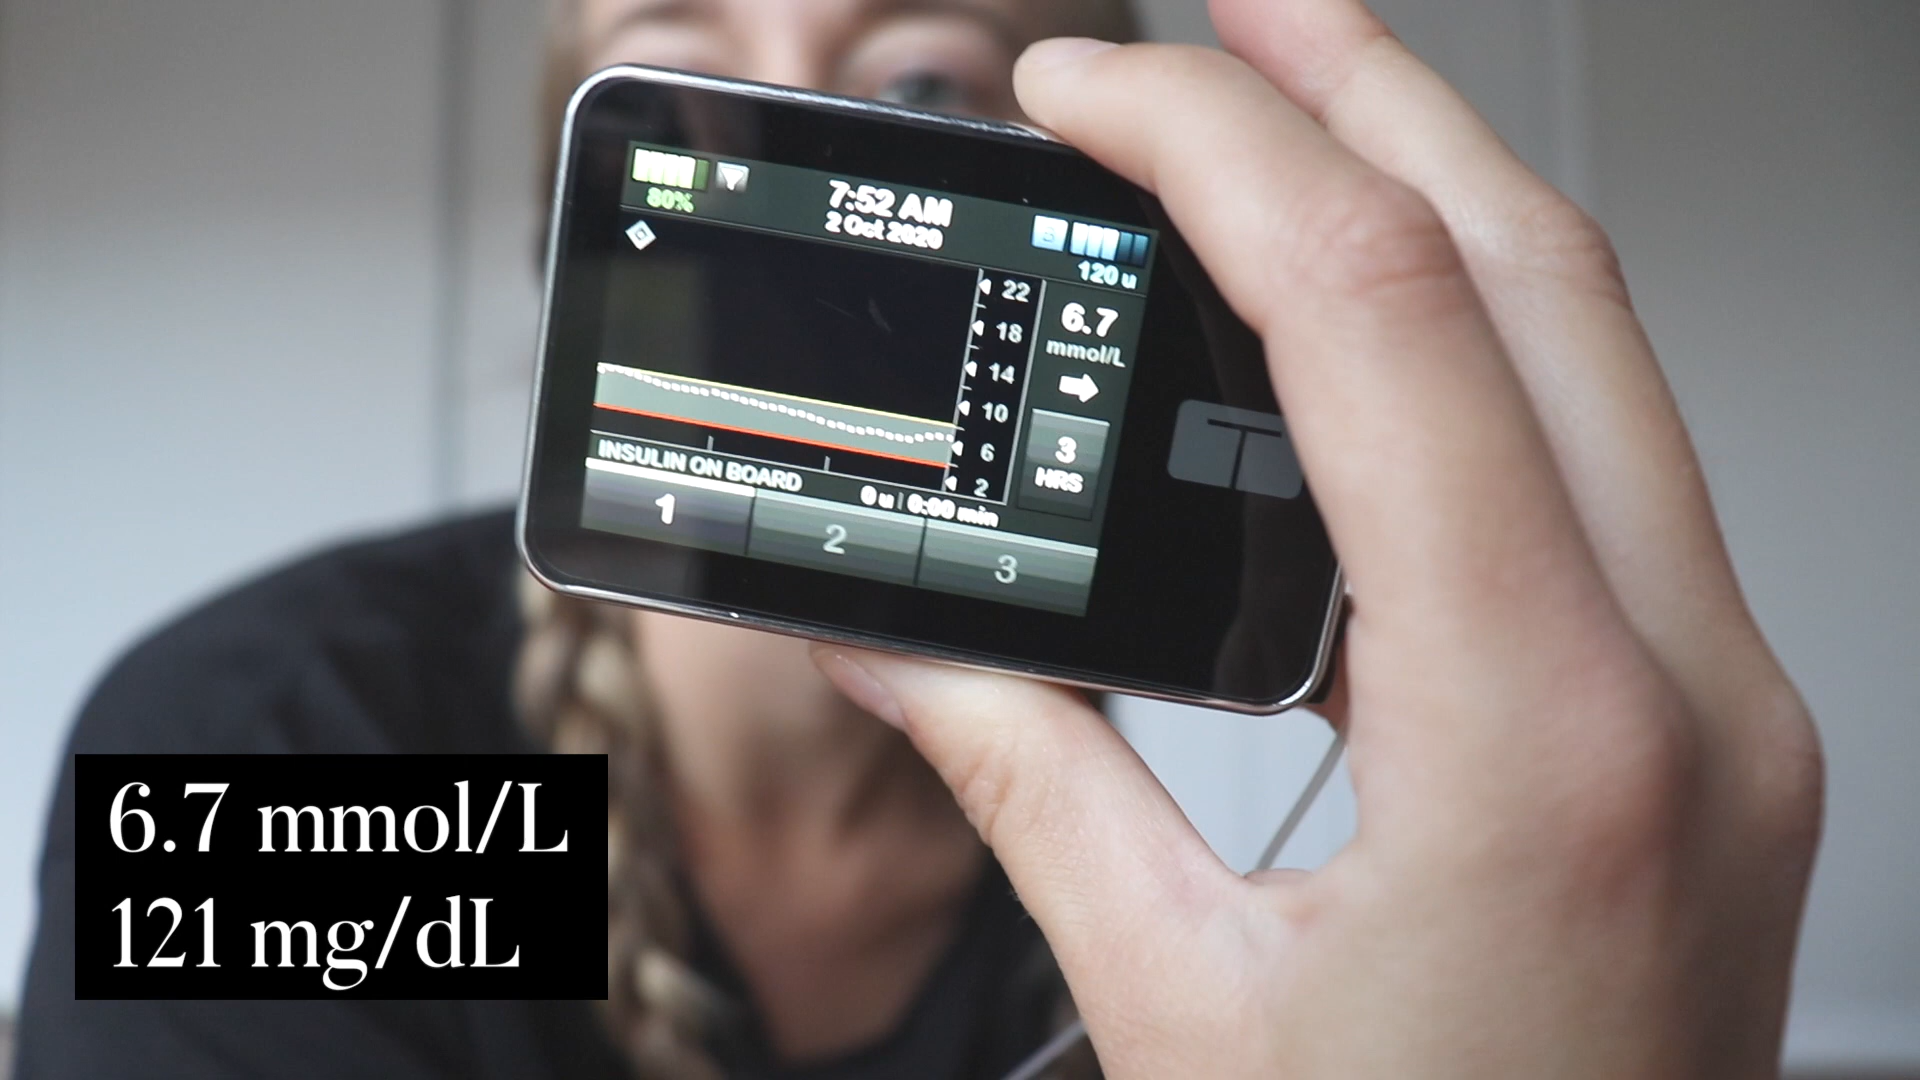 80%
7:52 AM
2 Oct 2020
120 u
22
18
14
10
6
2
6.7
mmol/L
3
HRS
INSULIN ON BOARD
0 u | 0:00 min
1
2
3
6.7 mmol/L
121 mg/dL